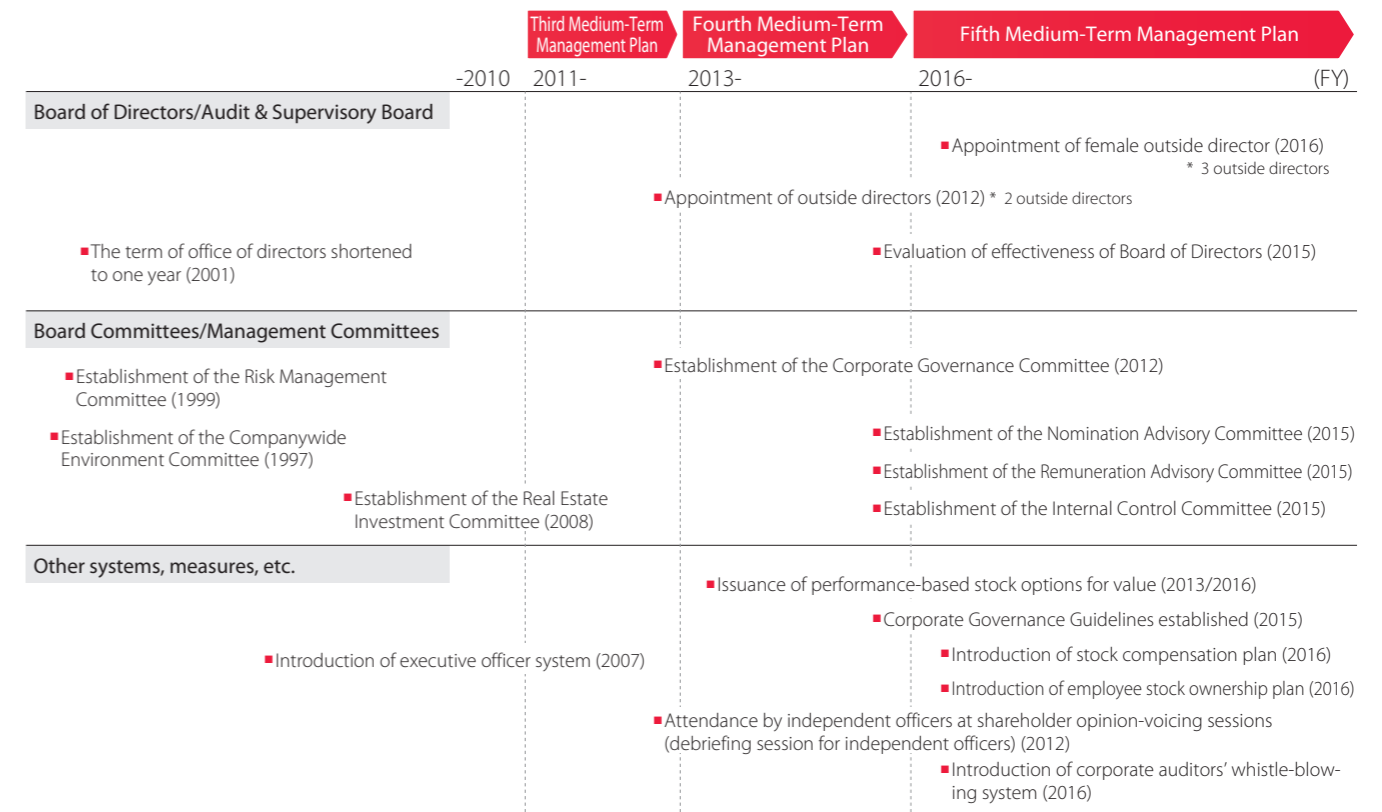 Third Medium-Term
Management Plan
Fourth Medium-Term
Management Plan
Fifth Medium-Term Management Plan
-2010
2011-
2013-
2016-
(FY)
Board of Directors/Audit & Supervisory Board
■Appointment of female outside director (2016)
* 3 outside directors
■Appointment of outside directors (2012) * 2 outside directors
■The term of office of directors shortened
to one year (2001)
■Evaluation of effectiveness of Board of Directors (2015)
Board Committees/Management Committees
■Establishment of the Corporate Governance Committee (2012)
■Establishment of the Risk Management
Committee (1999)
■Establishment of the Companywide
Environment Committee (1997)
■Establishment of the Nomination Advisory Committee (2015)
■Establishment of the Remuneration Advisory Committee (2015)
■Establishment of the Real Estate
Investment Committee (2008)
■Establishment of the Internal Control Committee (2015)
Other systems, measures, etc.
■Issuance of performance-based stock options for value (2013/2016)
■Corporate Governance Guidelines established (2015)
■Introduction of executive officer system (2007)
■Introduction of stock compensation plan (2016)
■Introduction of employee stock ownership plan (2016)
■Attendance by independent officers at shareholder opinion-voicing sessions
(debriefing session for independent officers) (2012)
■Introduction of corporate auditors’ whistle-blow-
ing system (2016)